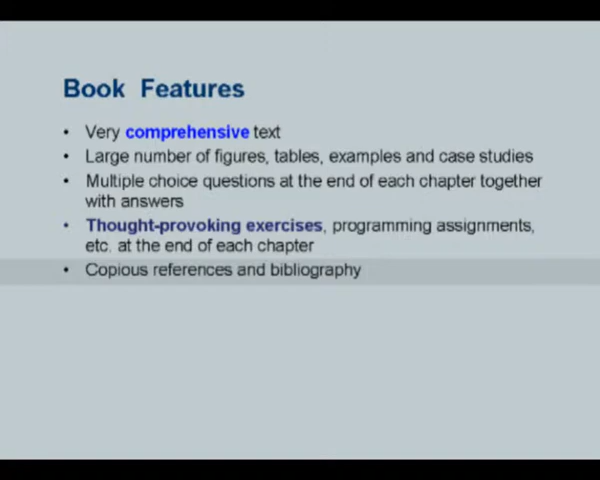 Book Features
• Very comprehensive text
• Large number of figures, tables, examples and case studies
• Multiple choice questions at the end of each chapter together
with answers
• Thought-provoking exercises, programming assignments,
etc. at the end of each chapter
• Copious references and bibliography